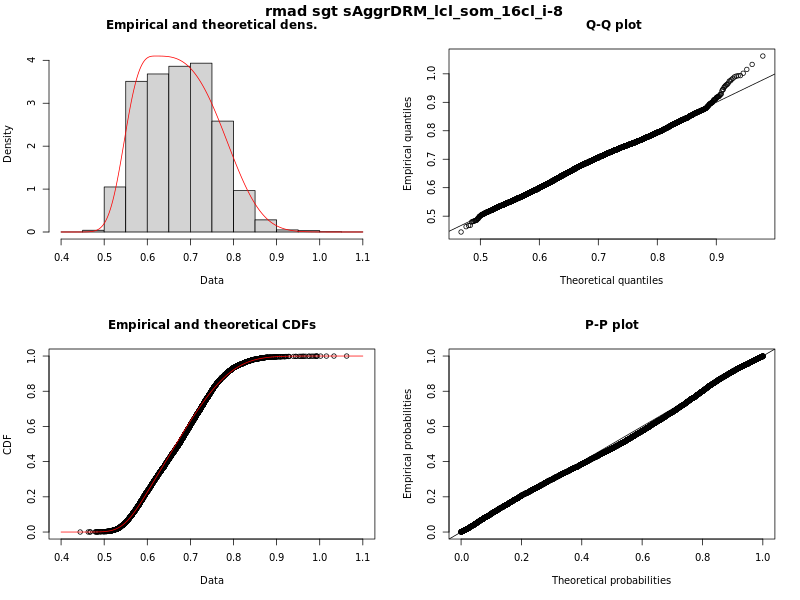 rmad sgt sAggrDRM_lcl_som_16cl_i-8
Empirical and theoretical dens.
Density
0 1 2 3 4
0.4 0.5 0.6 0.7 0.8 0.9 1.0 1.1
Data
Q-Q plot
Empirical quantiles
0.5 0.6 0.7 0.8 0.9 1.0
0.5 0.6 0.7 0.8 0.9
Theoretical quantiles
Empirical and theoretical CDFs
CDF
0.0 0.2 0.4 0.6 0.8 1.0
0.4 0.5 0.6 0.7 0.8 0.9 1.0 1.1
Data
P-P plot
Empirical probabilities
0.0 0.2 0.4 0.6 0.8 1.0
0.0 0.2 0.4 0.6 0.8 1.0
Theoretical probabilities